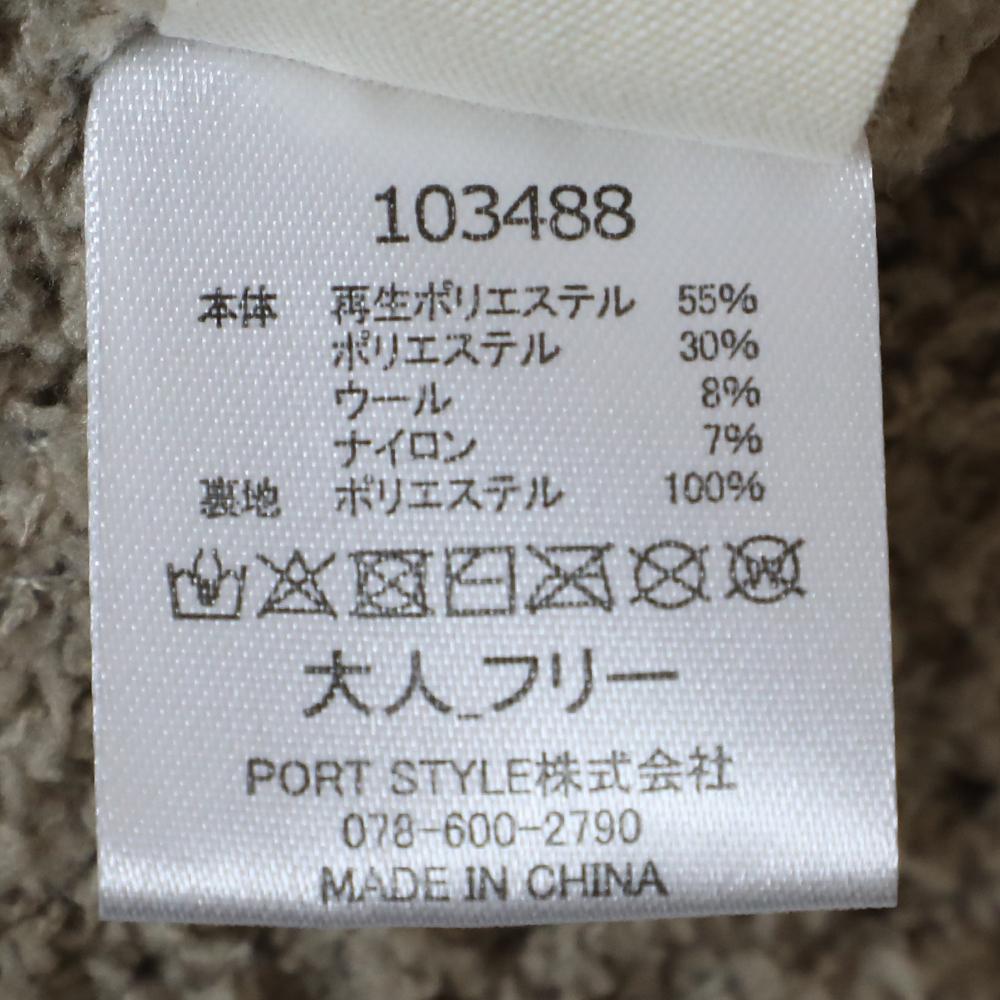 103488
本体 再生ポリエステル 55%
ポリエステル 30%
ウール 8%
ナイロン 7%
裏地 ポリエステル 100%
大人_フリー
PORT STYLE株式会社
078-600-2790
MADE IN CHINA